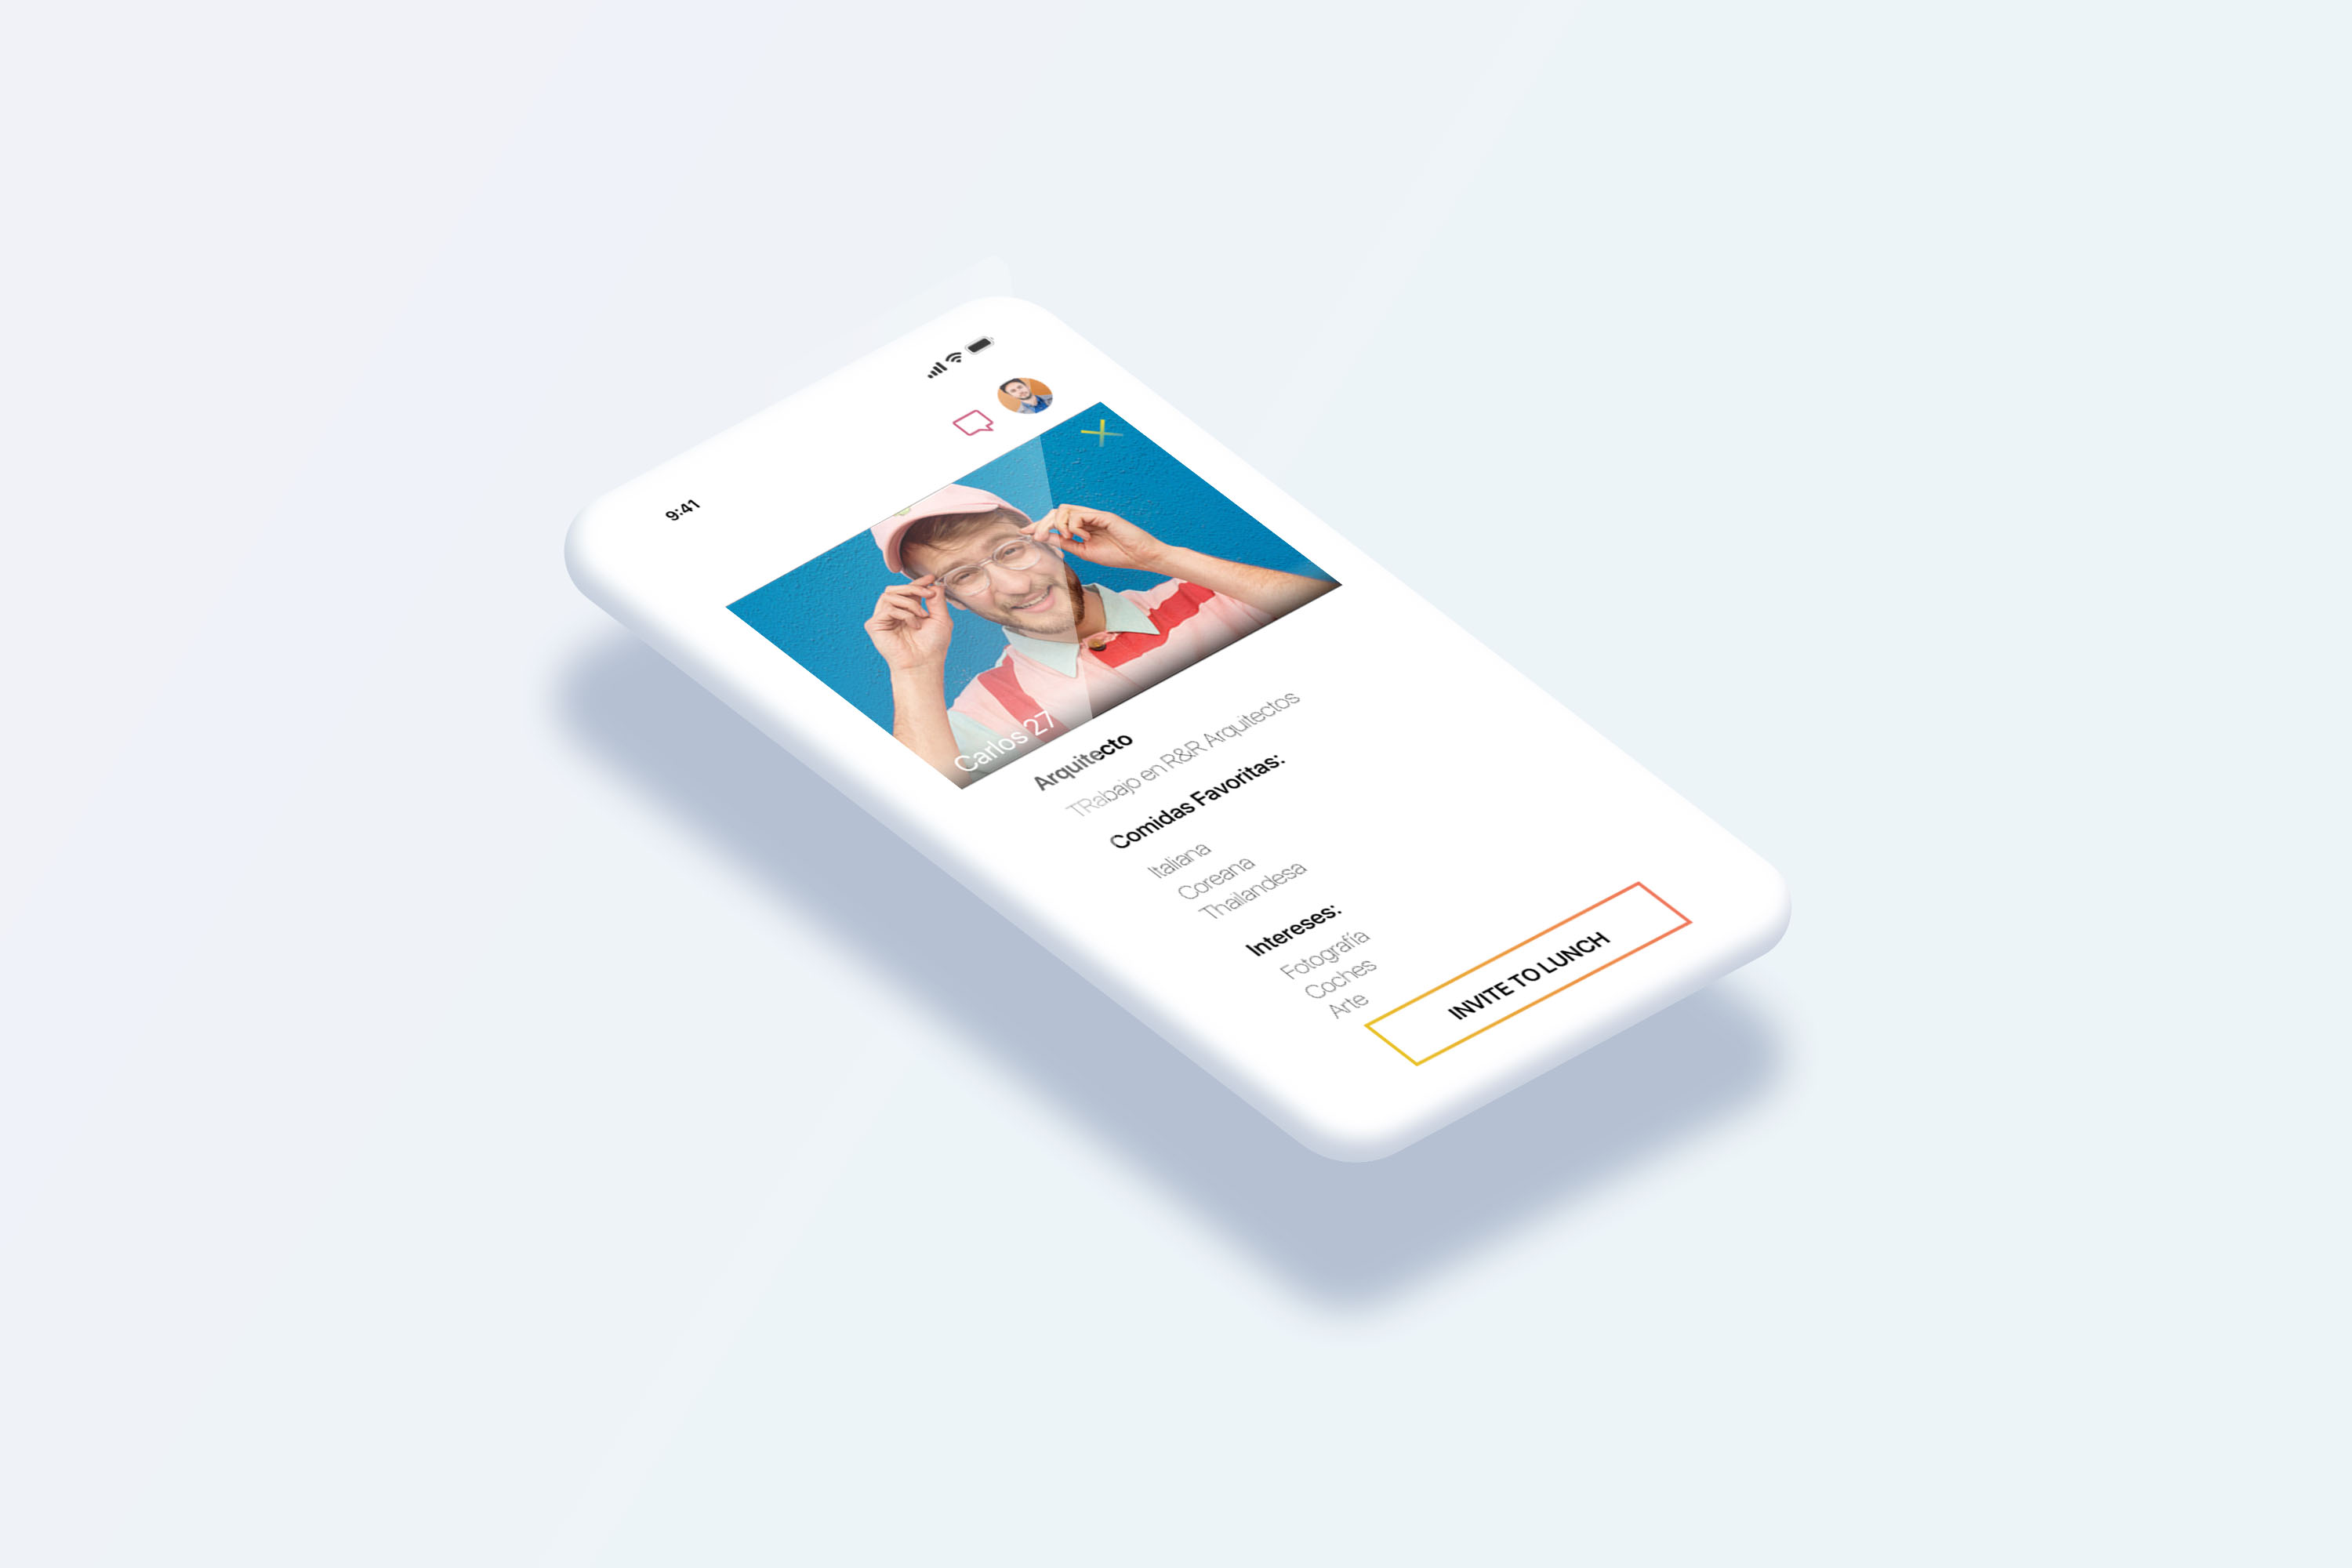 9:41
Carlos 27
Arquitecto
TRabajo en R&R Arquitectos
Comidas Favoritas:
Italiana
Coreana
Thailandesa
Intereses:
Fotografía
Coches
Arte
INVITE TO LUNCH